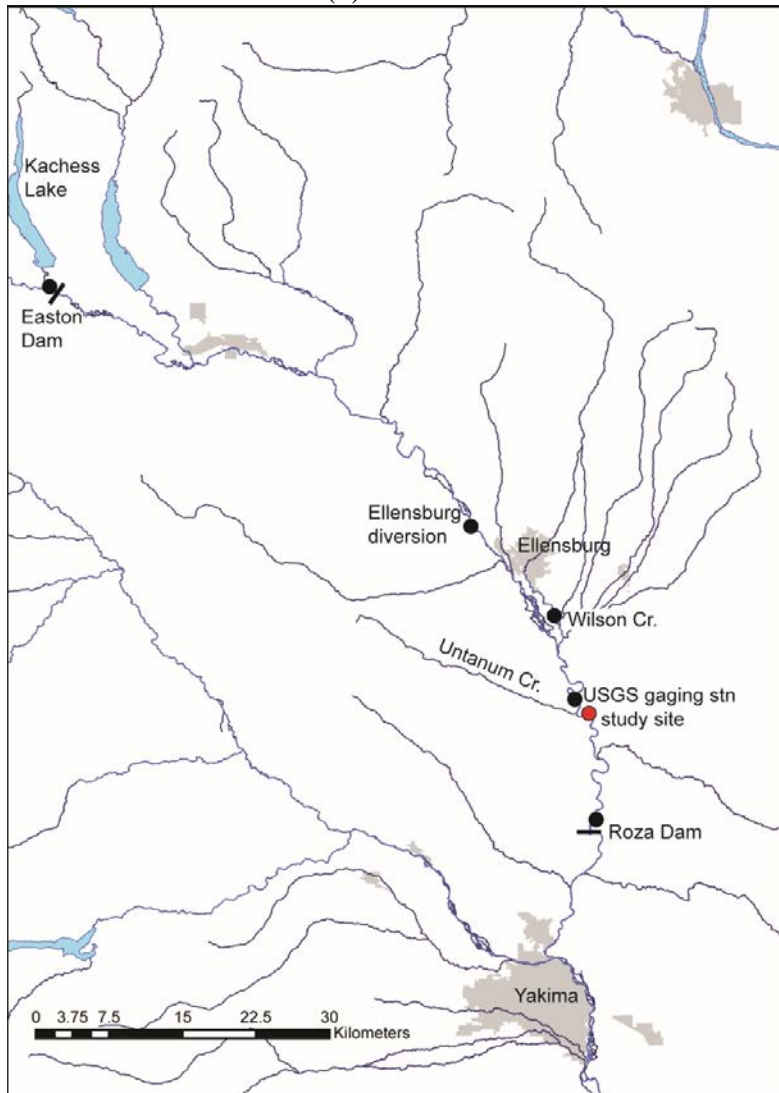 Kachess
Lake
Easton
Dam
Ellensburg
diversion
Ellensburg
Wilson Cr.
Untanum Cr.
USGS gaging stn
study site
Roza Dam
Yakima
0 3.75 7.5 15 22.5 30
Kilometers